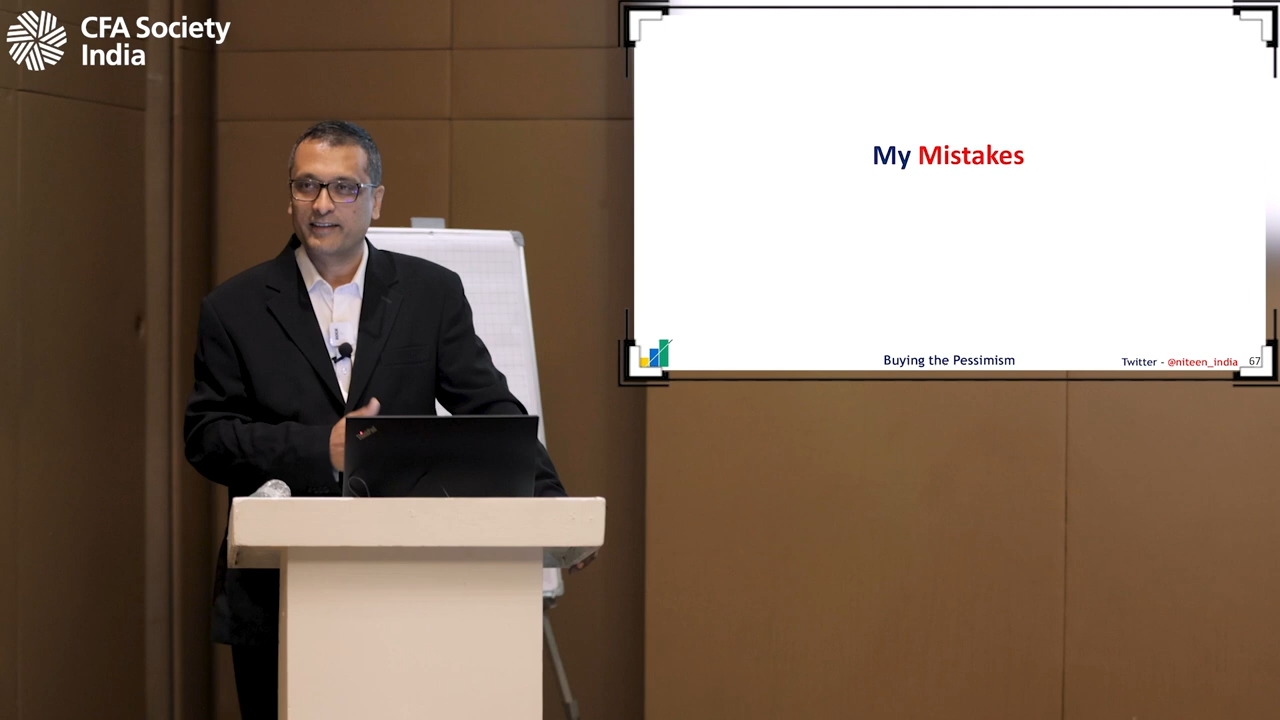 CFA Society
India
My Mistakes
Buying the Pessimism
Twitter - @niteen_india
67